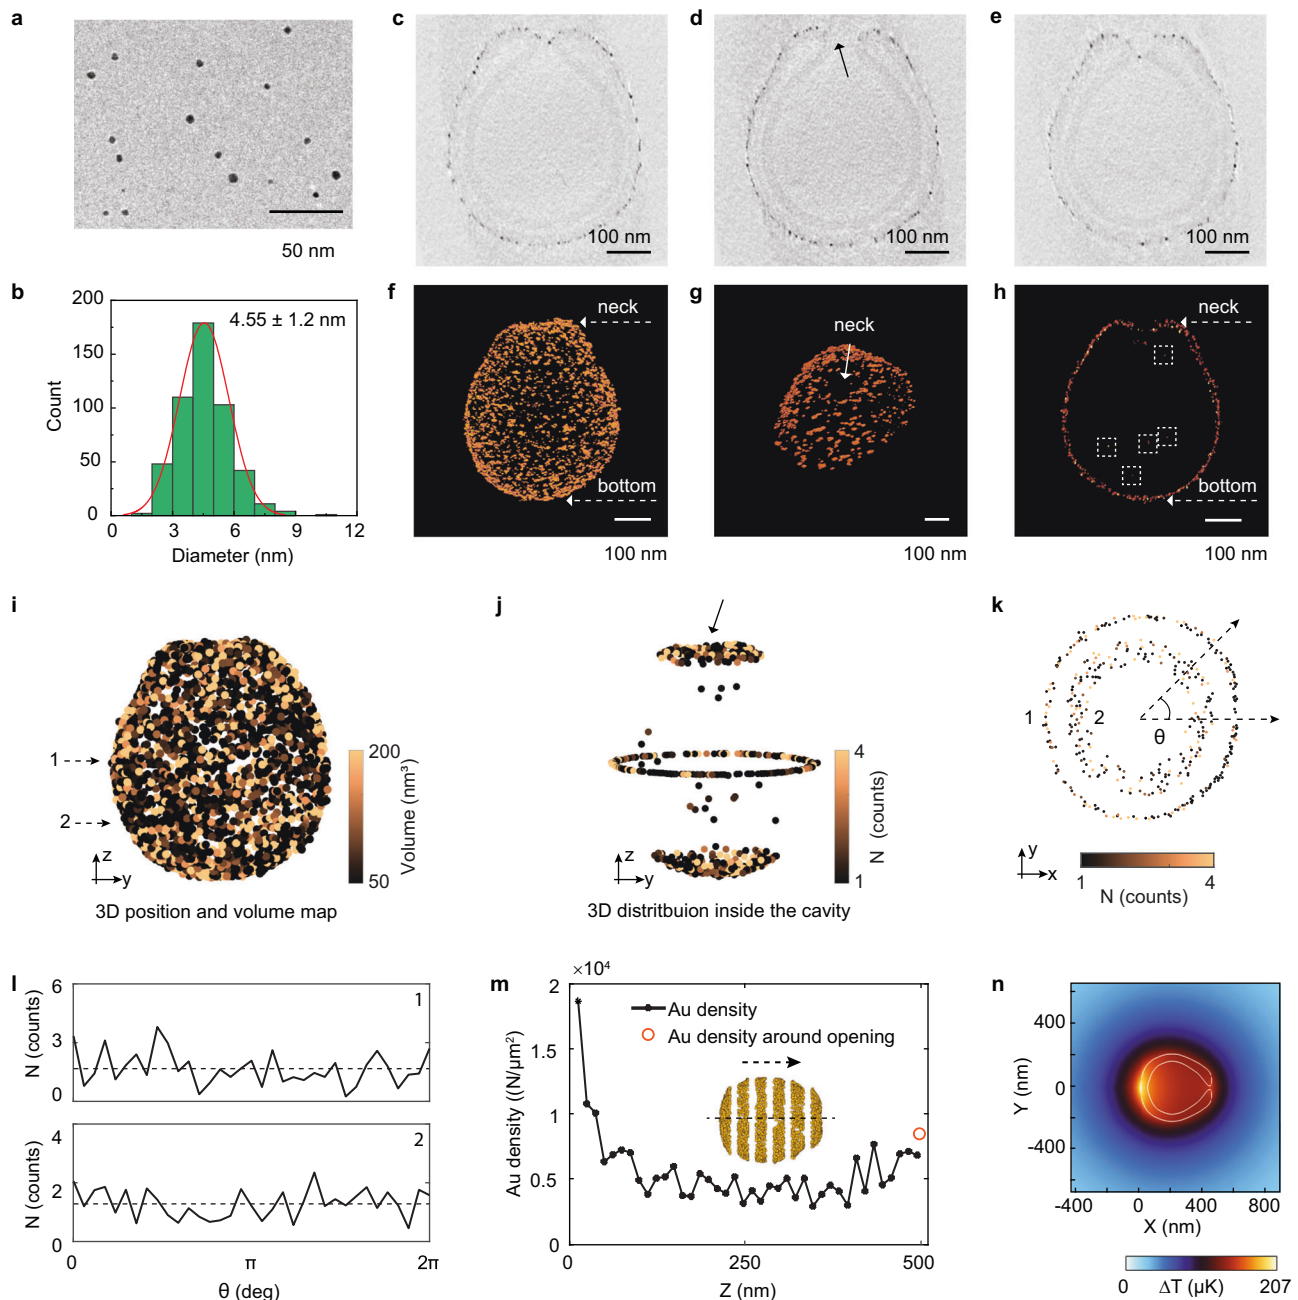 a
50 nm
b
200
150
100
50
0
Count
4.55 ± 1.2 nm
0
3
6
9
12
Diameter (nm)
c
100 nm
d
100 nm
e
100 nm
f
neck
bottom
100 nm
g
neck
100 nm
h
neck
bottom
100 nm
i
1
2
z
y
200
50
Volume (nm³)
3D position and volume map
j
z
y
4
1
N (counts)
3D distritbuion inside the cavity
k
1
2
θ
y
x
1
4
N (counts)
l
6
3
0
N (counts)
1
4
2
0
N (counts)
2
0
π
2π
θ (deg)
m
×10⁴
2
1.5
1
0.5
0
Au density ((N/µm²)
Au density
Au density around opening
0
250
500
Z (nm)
n
400
0
-400
Y (nm)
-400
0
400
800
X (nm)
0
ΔT (µK)
207